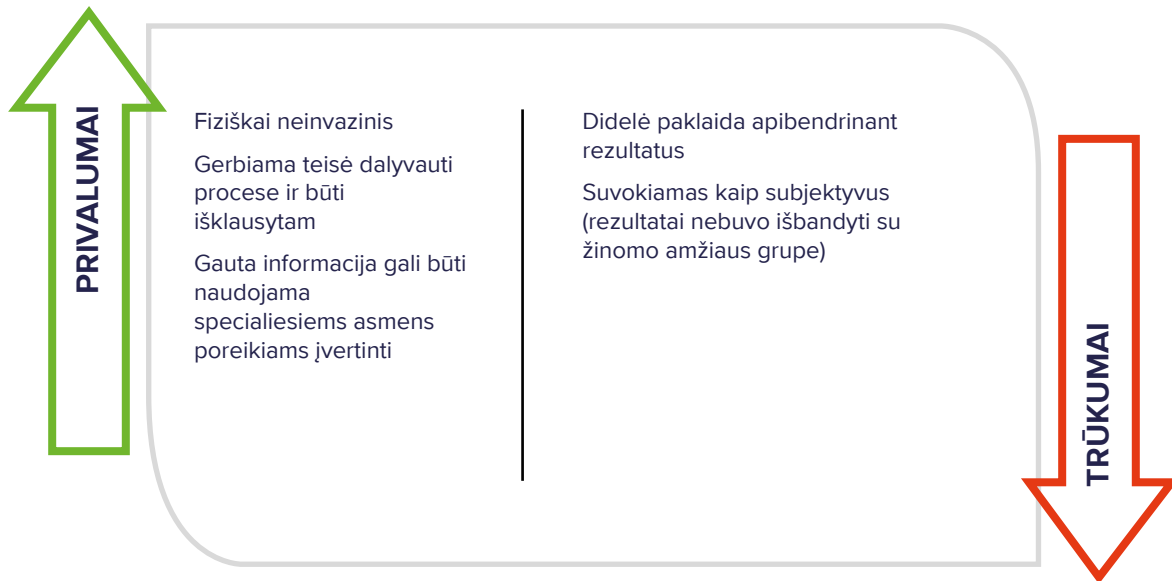 PRIVALUMAI
Fiziškai neinvazinis
Gerbiama teisė dalyvauti
procese ir būti
išklausytam
Gauta informacija gali būti
naudojama
specialiesiems asmens
poreikiams įvertinti
Didelė paklaida apibendrinant
rezultatus
Suvokiamas kaip subjektyvus
(rezultatai nebuvo išbandyti su
žinomo amžiaus grupe)
TRŪKUMAI